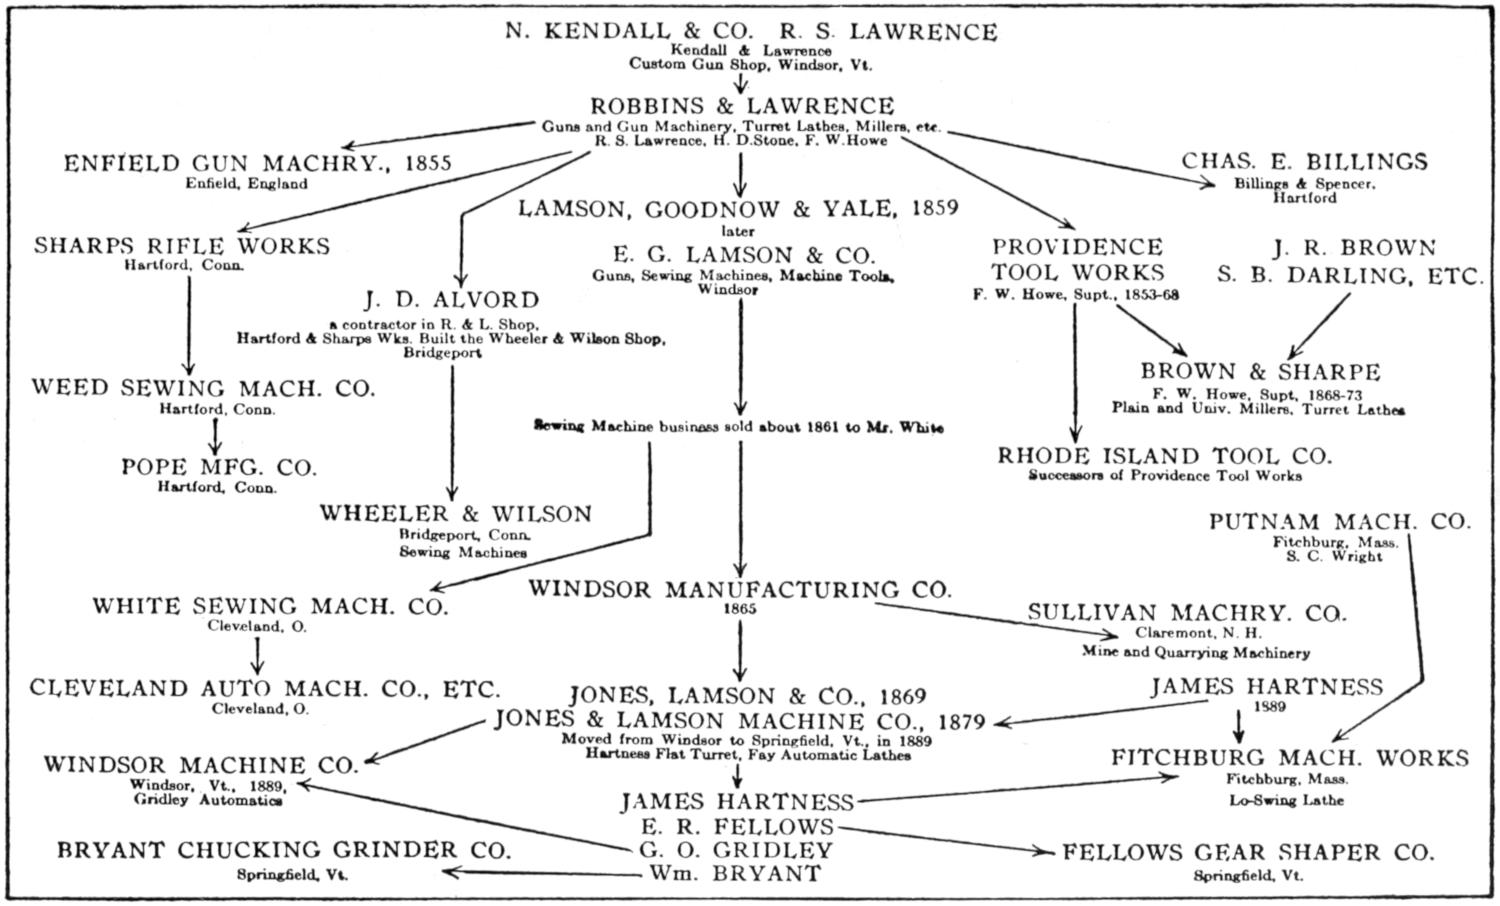 N. KENDALL & CO. R. S. LAWRENCE
Kendall & Lawrence
Custom Gun Shop, Windsor, Vt.
ROBBINS & LAWRENCE
Guns and Gun Machinery, Turret Lathes, Millers, etc.
R. S. Lawrence, H. D. Stone, F. W. Howe
ENFIELD GUN MACHRY., 1855
Enfield, England
CHAS. E. BILLINGS
Billings & Spencer,
Hartford
SHARPS RIFLE WORKS
Hartford, Conn.
LAMSON, GOODNOW & YALE, 1859
later
E. G. LAMSON & CO.
Guns, Sewing Machines, Machine Tools,
Windsor
PROVIDENCE
TOOL WORKS
F. W. Howe, Supt., 1853-68
J. R. BROWN
S. B. DARLING, ETC.
J. D. ALVORD
a contractor in R. & L. Shop,
Hartford & Sharps Wks. Built the Wheeler & Wilson Shop,
Bridgeport
BROWN & SHARPE
F. W. Howe, Supt, 1868-73
Plain and Univ. Millers, Turret Lathes
WEED SEWING MACH. CO.
Hartford, Conn.
Sewing Machine business sold about 1861 to Mr. White
POPE MFG. CO.
Hartford, Conn.
RHODE ISLAND TOOL CO.
Successors of Providence Tool Works
WHEELER & WILSON
Bridgeport, Conn.
Sewing Machines
PUTNAM MACH. CO.
Fitchburg, Mass.
S. C. Wright
WHITE SEWING MACH. CO.
Cleveland, O.
WINDSOR MANUFACTURING CO.
1865
SULLIVAN MACHRY. CO.
Claremont, N. H.
Mine and Quarrying Machinery
CLEVELAND AUTO MACH. CO., ETC.
Cleveland, O.
JONES, LAMSON & CO., 1869
JONES & LAMSON MACHINE CO., 1879
Moved from Windsor to Springfield, Vt., in 1889
Hartness Flat Turret, Fay Automatic Lathes
JAMES HARTNESS
1889
WINDSOR MACHINE CO.
Windsor, Vt., 1889,
Gridley Automatics
FITCHBURG MACH. WORKS
Fitchburg, Mass.
Lo-Swing Lathe
JAMES HARTNESS
E. R. FELLOWS
G. O. GRIDLEY
Wm. BRYANT
BRYANT CHUCKING GRINDER CO.
Springfield, Vt.
FELLOWS GEAR SHAPER CO.
Springfield, Vt.